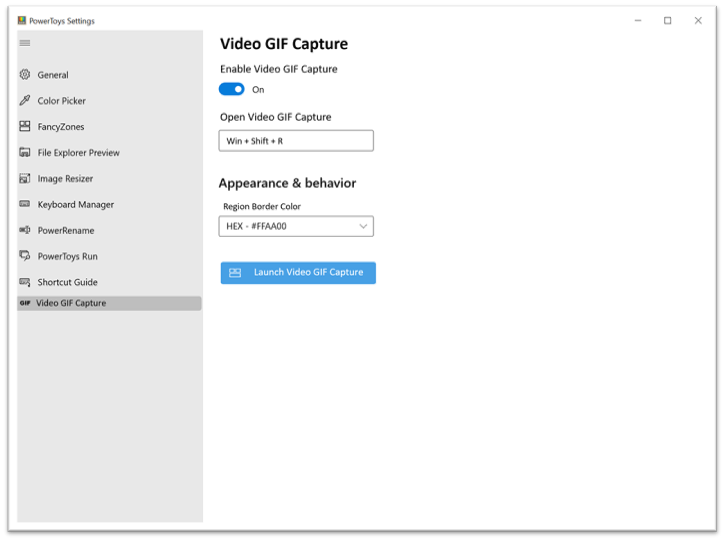 PowerToys Settings
General
Color Picker
FancyZones
File Explorer Preview
Image Resizer
Keyboard Manager
PowerRename
PowerToys Run
Shortcut Guide
GIF Video GIF Capture
Video GIF Capture
Enable Video GIF Capture
On
Open Video GIF Capture
Win + Shift + R
Appearance & behavior
Region Border Color
HEX - #FFAA00
Launch Video GIF Capture